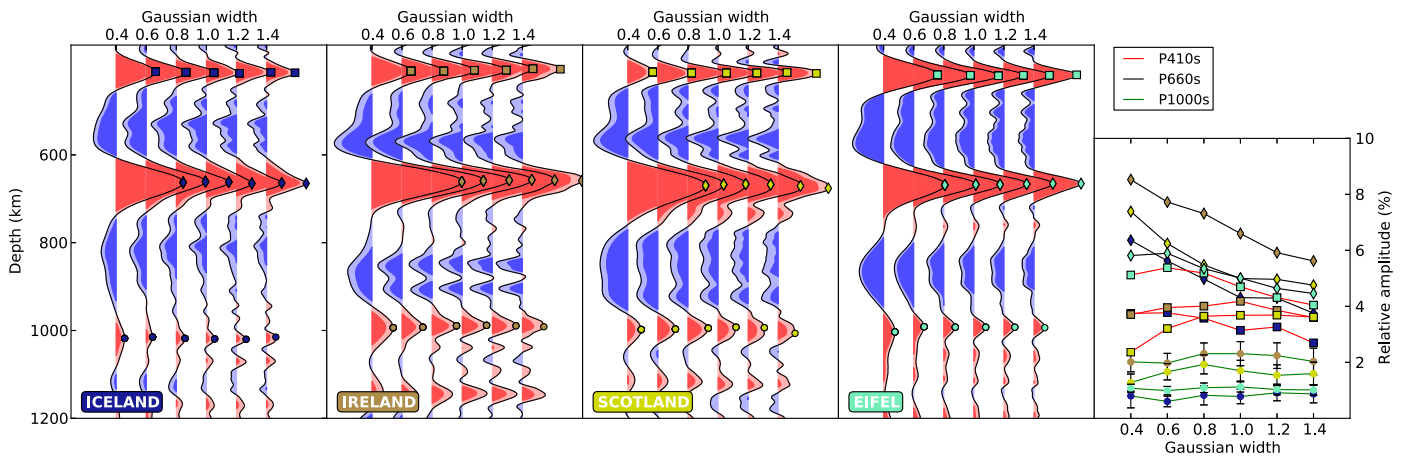 Gaussian width
0.4 0.6 0.8 1.0 1.2 1.4
Gaussian width
0.4 0.6 0.8 1.0 1.2 1.4
Gaussian width
0.4 0.6 0.8 1.0 1.2 1.4
Gaussian width
0.4 0.6 0.8 1.0 1.2 1.4
P410s
P660s
P1000s
Depth (km)
600
800
1000
1200
ICELAND
IRELAND
SCOTLAND
EIFEL
10
8
6
4
2
Relative amplitude (%)
0.4 0.6 0.8 1.0 1.2 1.4
Gaussian width